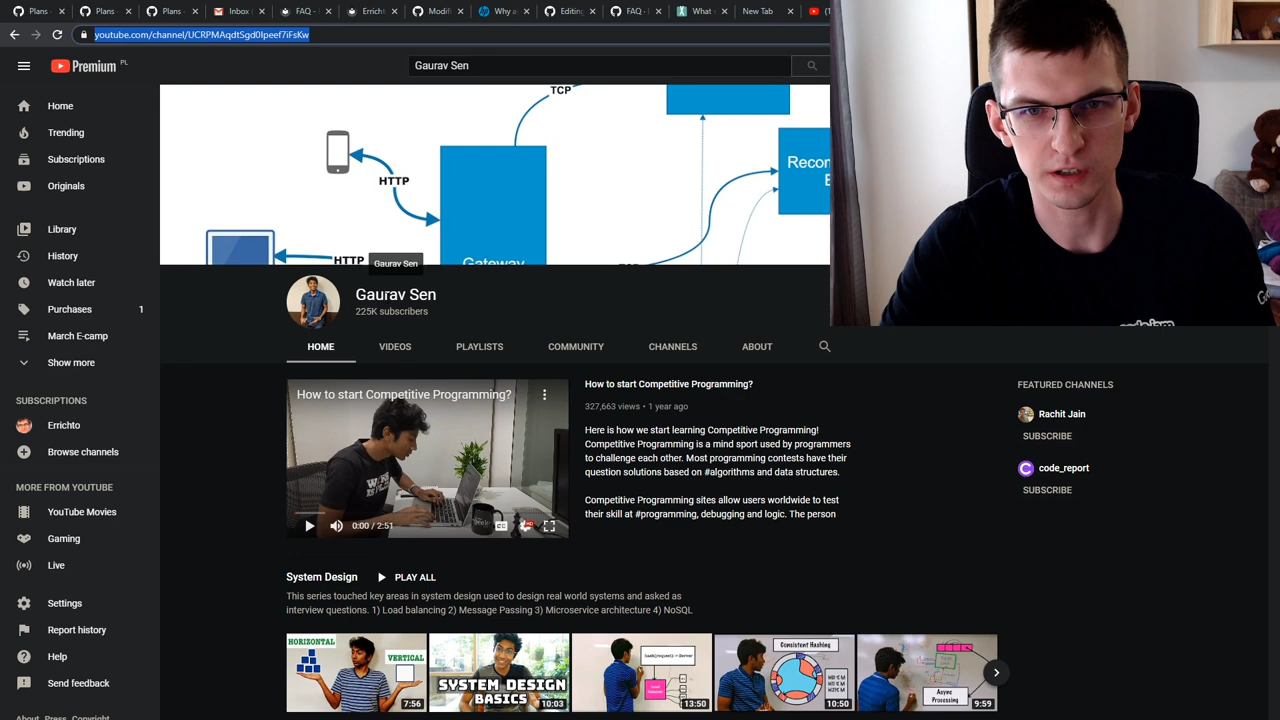 Plans
Plans
Plans
Inbox
FAQ -
Erricht
Modifi
Why a
Editing
FAQ ·
What
New Tab
youtube.com/channel/UCRPMAqdtSgd0Ipeef7iFsKw
Premium PL
Gaurav Sen
Home
Trending
Subscriptions
Originals
Library
History
Watch later
Purchases 1
March E-camp
Show more
SUBSCRIPTIONS
Errichto
Browse channels
MORE FROM YOUTUBE
YouTube Movies
Gaming
Live
Settings
Report history
Help
Send feedback
About Press Copyright
TCP
HTTP
HTTP
Gateway
Recom
Gaurav Sen
Gaurav Sen
225K subscribers
HOME
VIDEOS
PLAYLISTS
COMMUNITY
CHANNELS
ABOUT
How to start Competitive Programming?
0:00 / 2:51
How to start Competitive Programming?
327,663 views • 1 year ago
Here is how we start learning Competitive Programming!
Competitive Programming is a mind sport used by programmers
to challenge each other. Most programming contests have their
question solutions based on #algorithms and data structures.
Competitive Programming sites allow users worldwide to test
their skill at #programming, debugging and logic. The person
FEATURED CHANNELS
Rachit Jain
SUBSCRIBE
code_report
SUBSCRIBE
System Design
PLAY ALL
This series touched key areas in system design used to design real world systems and asked as
interview questions. 1) Load balancing 2) Message Passing 3) Microservice architecture 4) NoSQL
HORIZONTAL
VERTICAL
7:56
SYSTEM DESIGN
BASICS
10:03
13:50
Consistent Hashing
10:50
Async
Processing
9:59